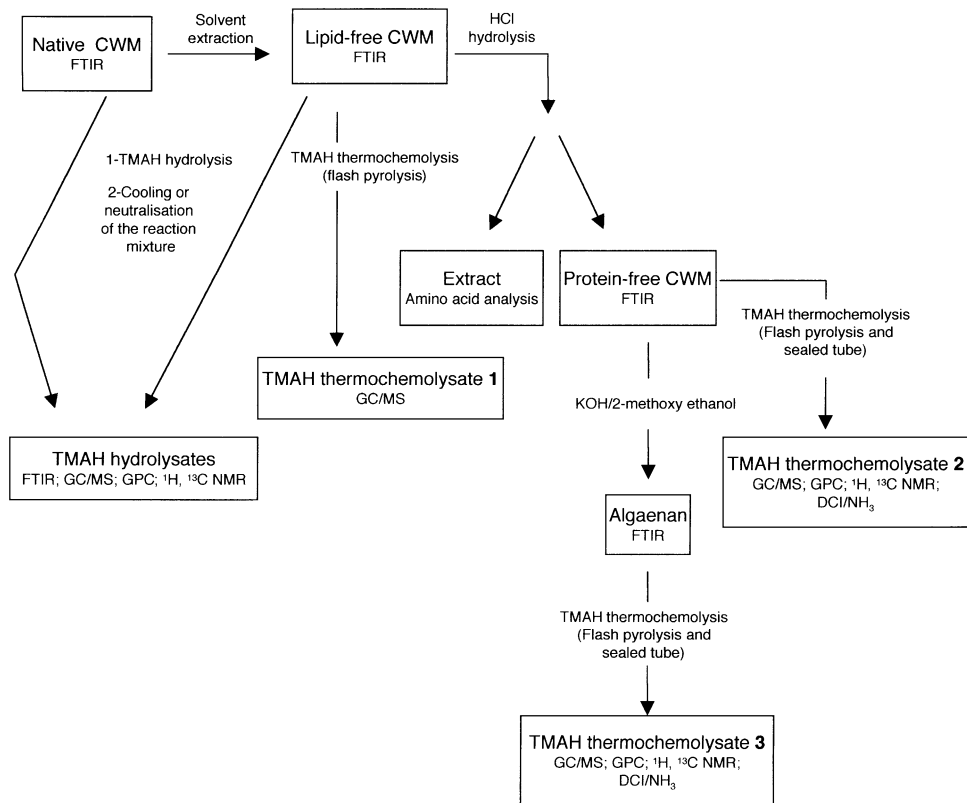 Native CWM
FTIR
Solvent
extraction
Lipid-free CWM
FTIR
HCl
hydrolysis
1-TMAH hydrolysis
2-Cooling or
neutralisation
of the reaction
mixture
TMAH thermochemolysis
(flash pyrolysis)
Extract
Amino acid analysis
Protein-free CWM
FTIR
TMAH thermochemolysis
(Flash pyrolysis and
sealed tube)
TMAH thermochemolysate 1
GC/MS
KOH/2-methoxy ethanol
TMAH hydrolysates
FTIR; GC/MS; GPC; ¹H, ¹³C NMR
TMAH thermochemolysate 2
GC/MS; GPC; ¹H, ¹³C NMR;
DCI/NH₃
Algaenan
FTIR
TMAH thermochemolysis
(Flash pyrolysis and
sealed tube)
TMAH thermochemolysate 3
GC/MS; GPC; ¹H, ¹³C NMR;
DCI/NH₃